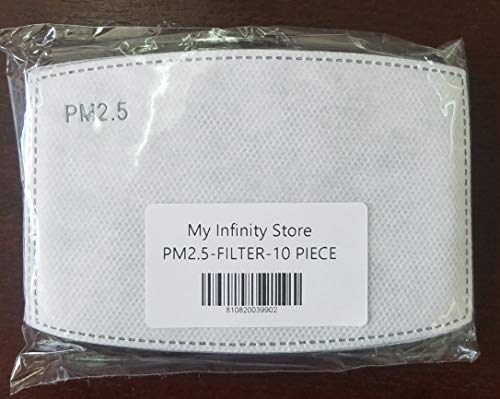 PM2.5
My Infinity Store
PM2.5-FILTER-10 PIECE
810820039902